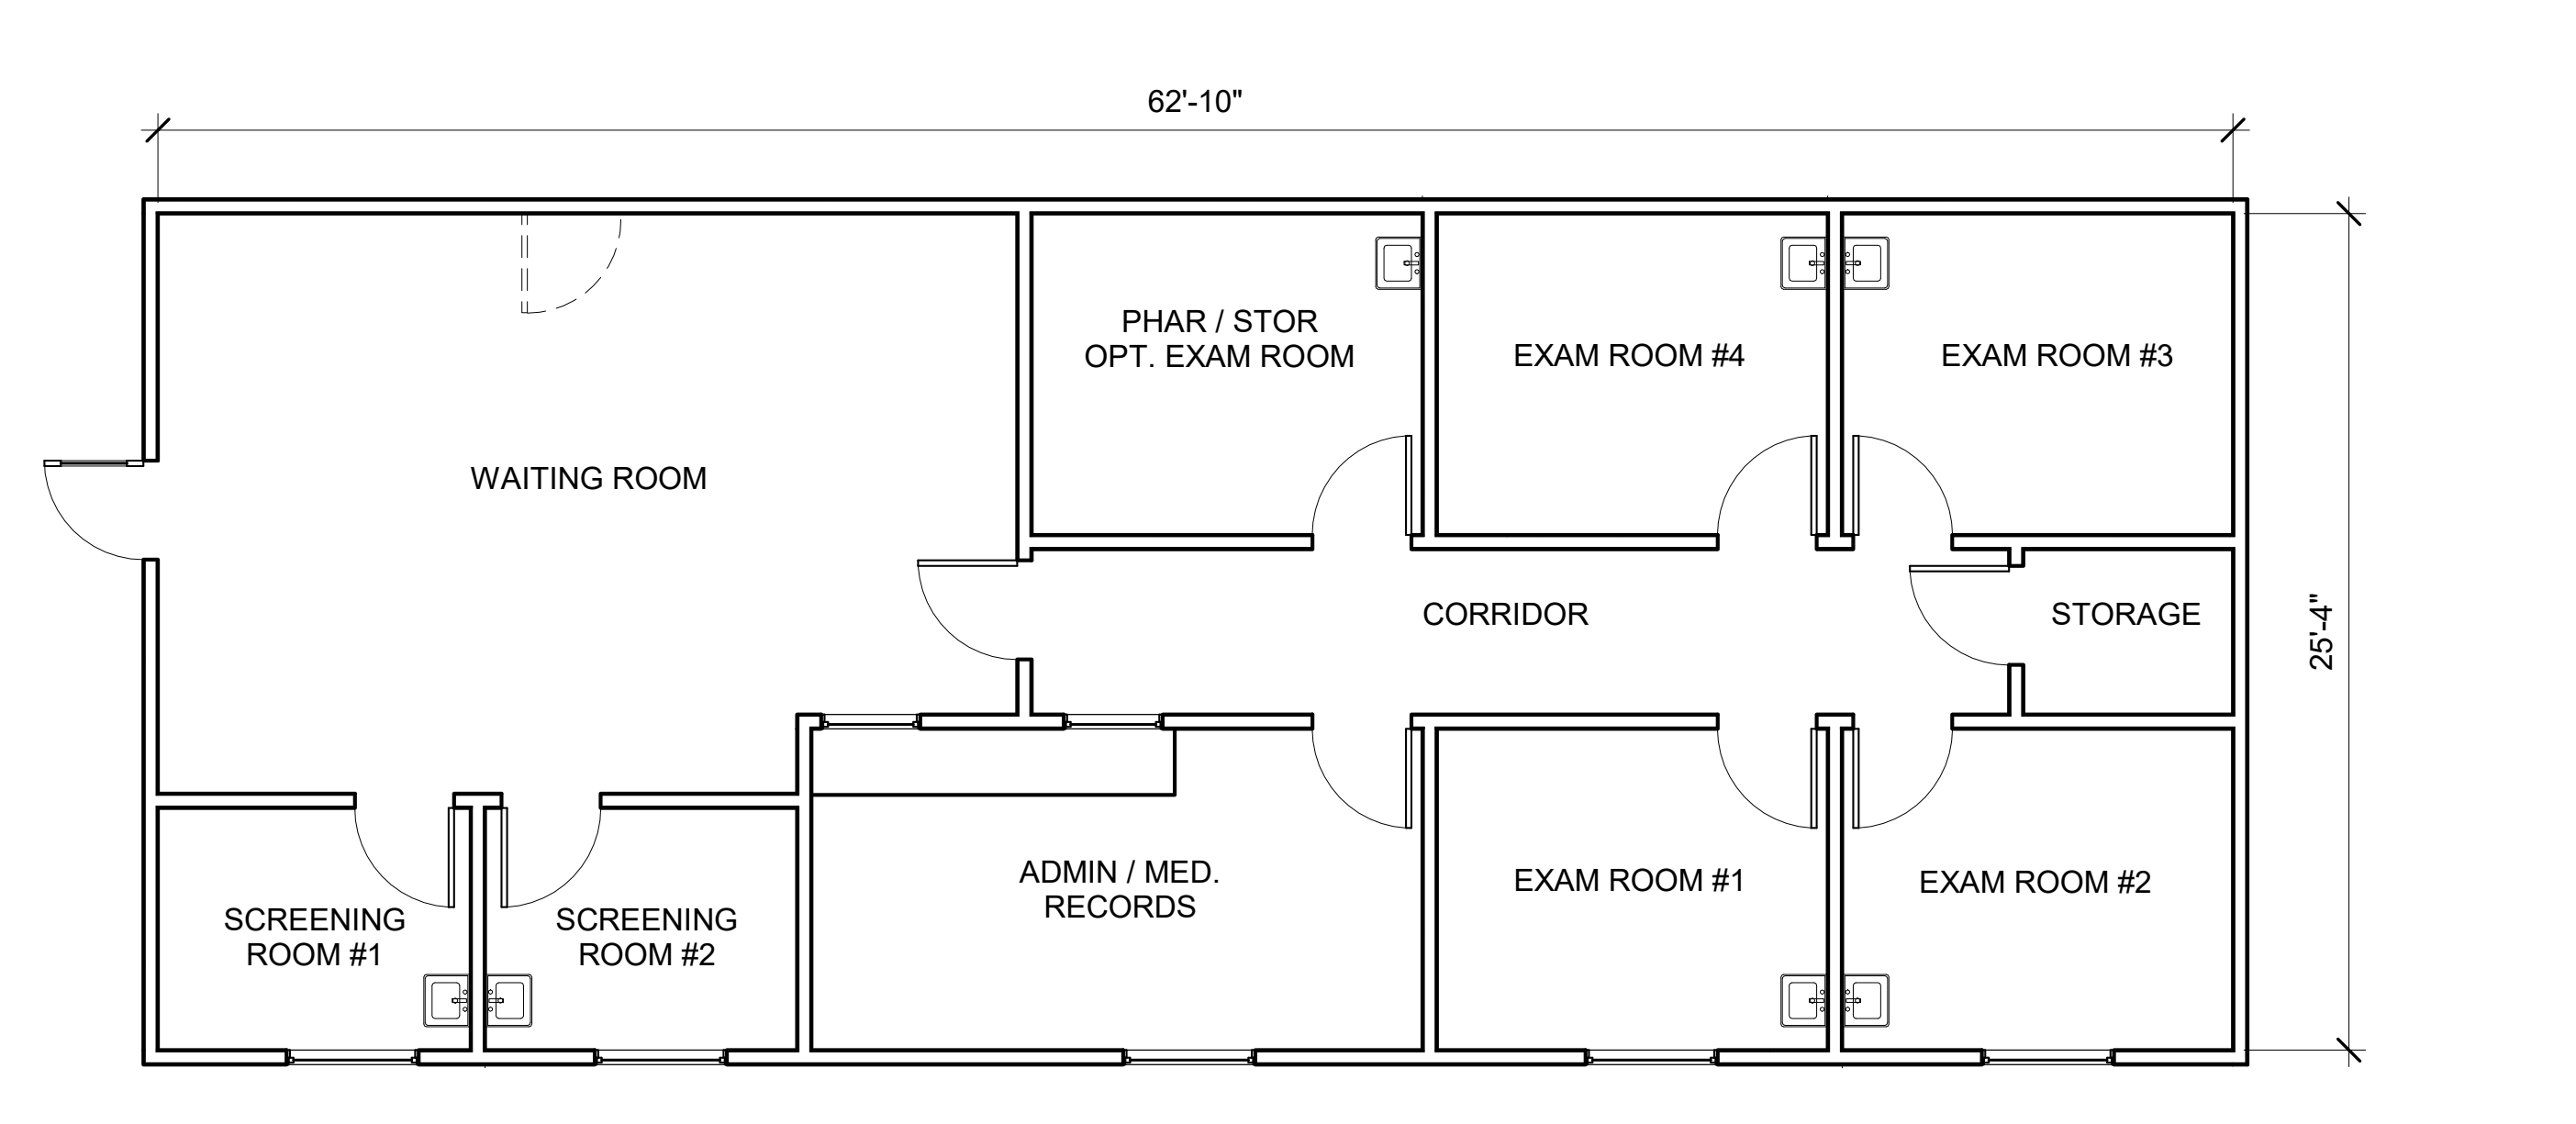 62'-10"
PHAR / STOR
OPT. EXAM ROOM
EXAM ROOM #4
EXAM ROOM #3
WAITING ROOM
CORRIDOR
STORAGE
25'-4"
ADMIN / MED.
RECORDS
EXAM ROOM #1
EXAM ROOM #2
SCREENING
ROOM #1
SCREENING
ROOM #2